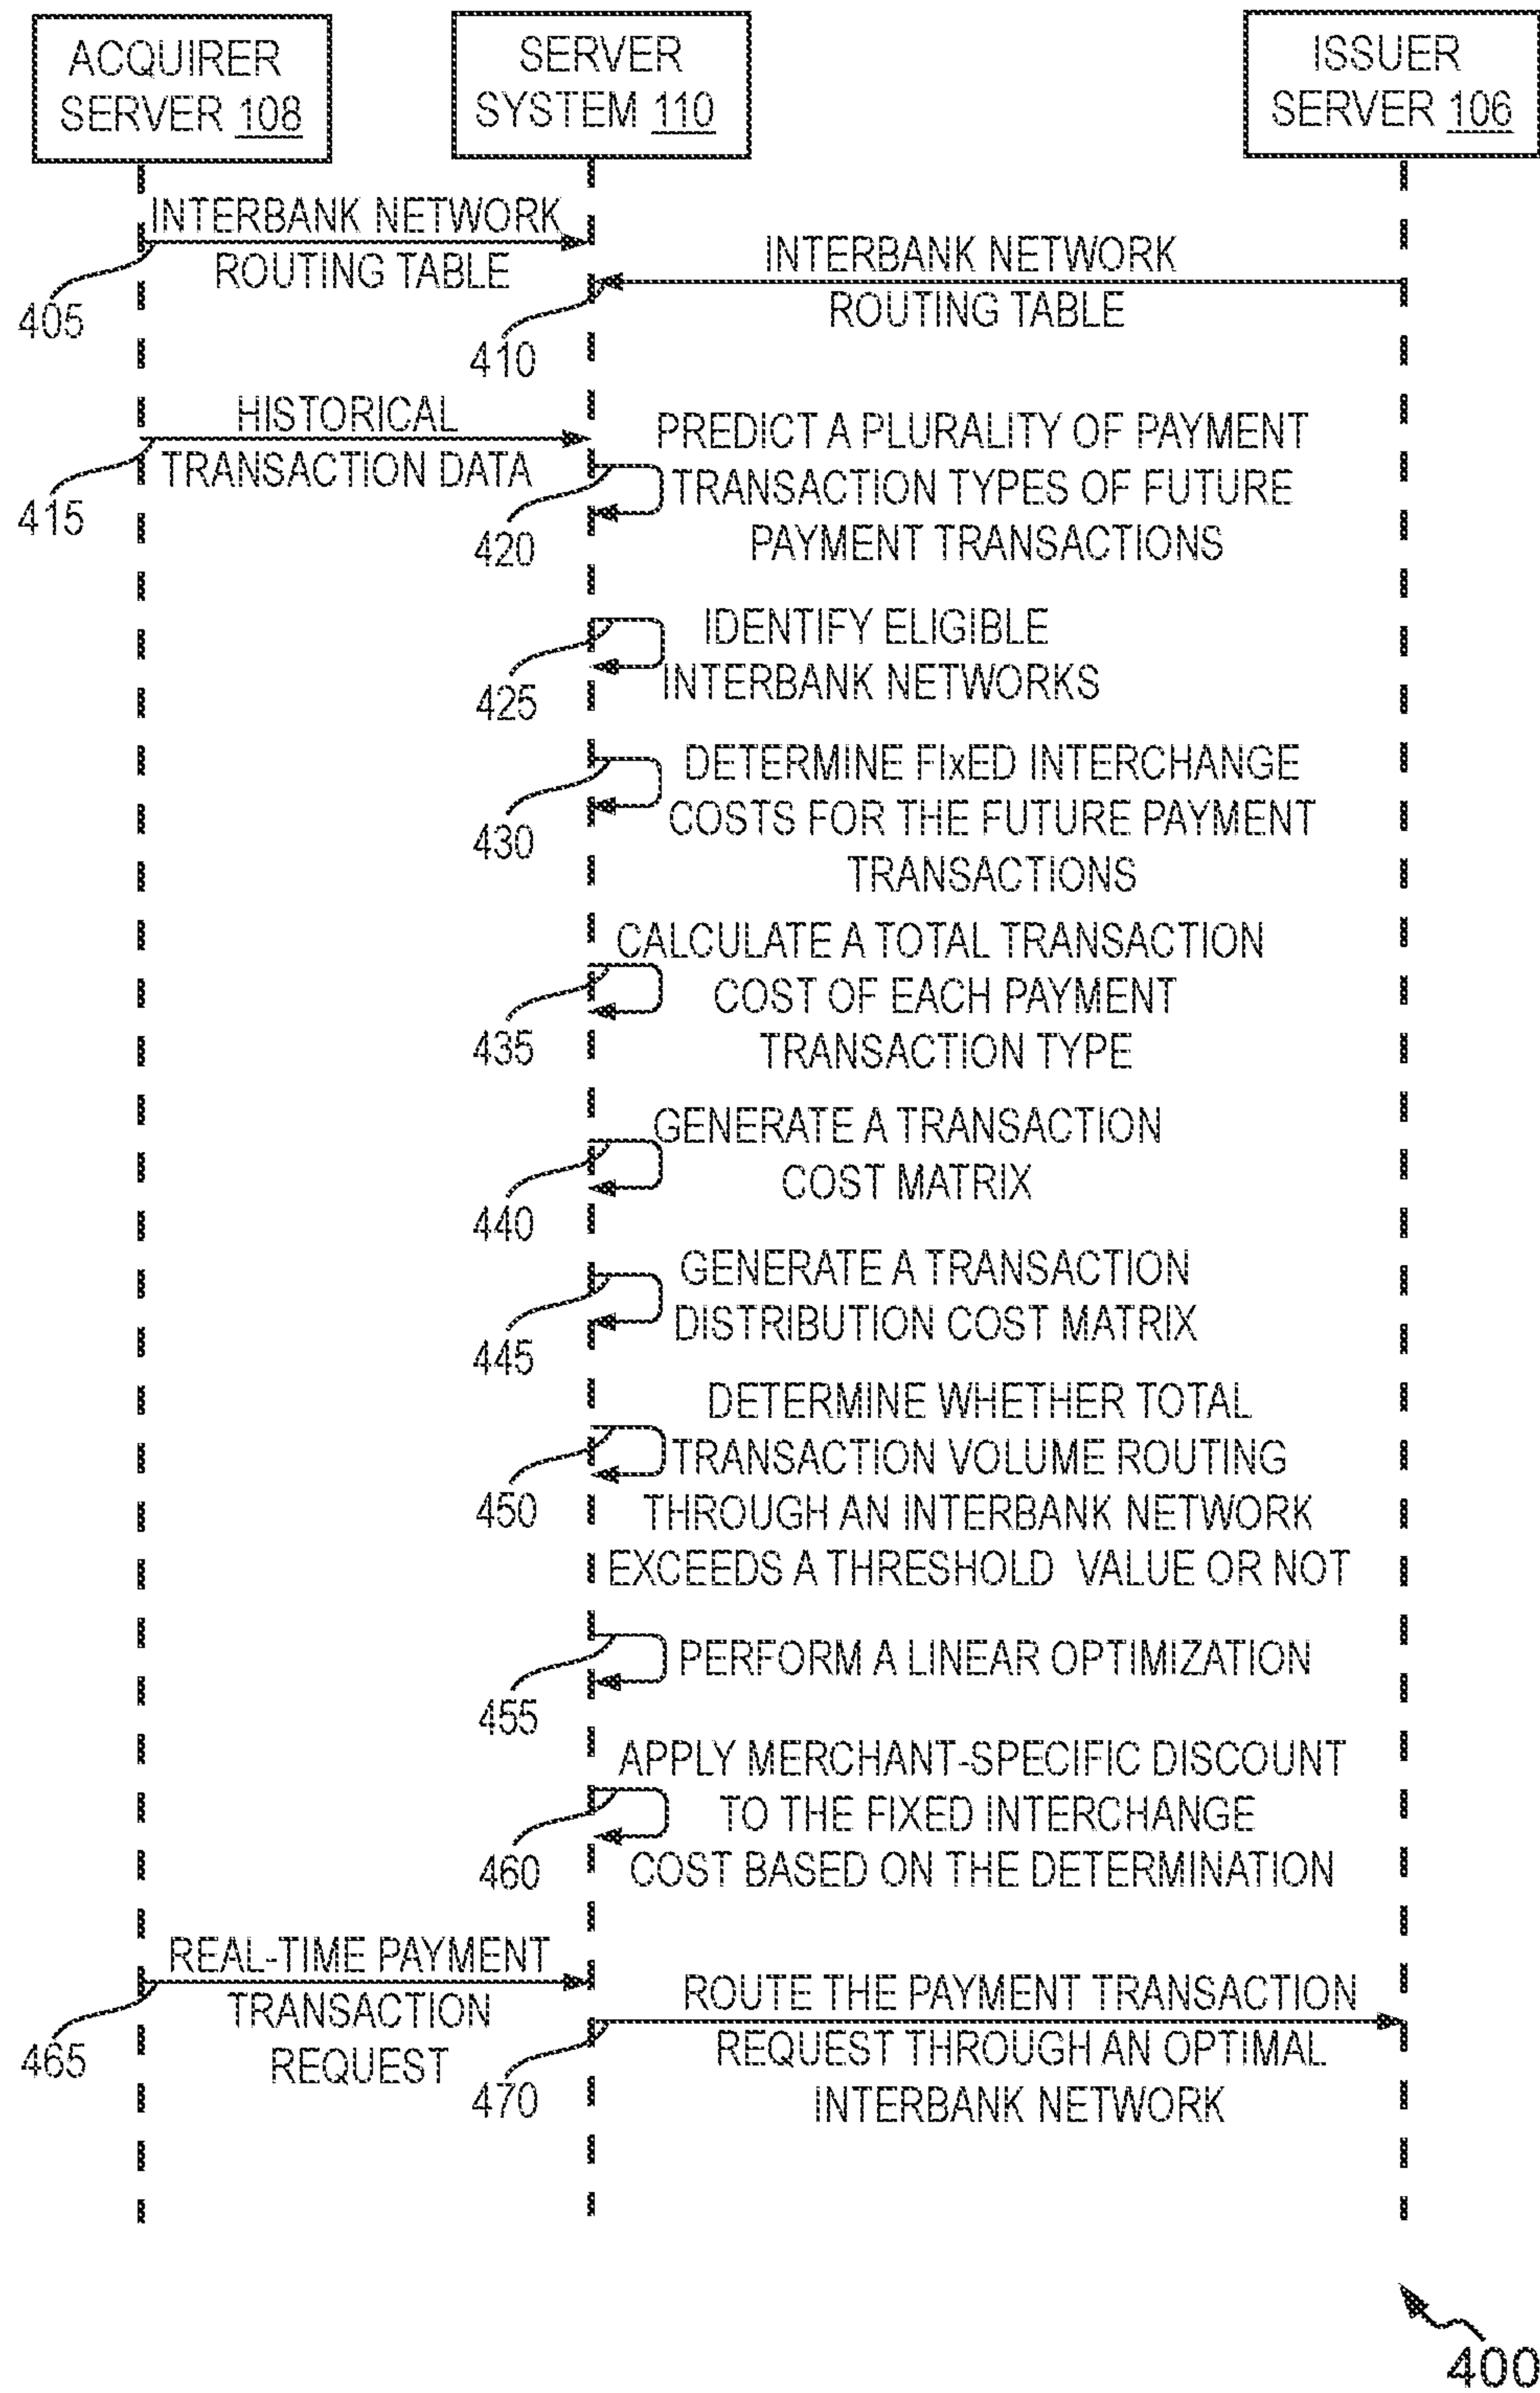 ACQUIRER
SERVER 108
SERVER
SYSTEM 110
ISSUER
SERVER 106
INTERBANK NETWORK
ROUTING TABLE
405
INTERBANK NETWORK
ROUTING TABLE
410
HISTORICAL
TRANSACTION DATA
415
PREDICT A PLURALITY OF PAYMENT
TRANSACTION TYPES OF FUTURE
PAYMENT TRANSACTIONS
420
IDENTIFY ELIGIBLE
INTERBANK NETWORKS
425
DETERMINE FIxED INTERCHANGE
COSTS FOR THE FUTURE PAYMENT
TRANSACTIONS
430
CALCULATE A TOTAL TRANSACTION
COST OF EACH PAYMENT
TRANSACTION TYPE
435
GENERATE A TRANSACTION
COST MATRIX
440
GENERATE A TRANSACTION
DISTRIBUTION COST MATRIX
445
DETERMINE WHETHER TOTAL
TRANSACTION VOLUME ROUTING
THROUGH AN INTERBANK NETWORK
EXCEEDS A THRESHOLD VALUE OR NOT
450
PERFORM A LINEAR OPTIMIZATION
455
APPLY MERCHANT-SPECIFIC DISCOUNT
TO THE FIXED INTERCHANGE
COST BASED ON THE DETERMINATION
460
REAL-TIME PAYMENT
TRANSACTION
REQUEST
465
ROUTE THE PAYMENT TRANSACTION
REQUEST THROUGH AN OPTIMAL
INTERBANK NETWORK
470
400